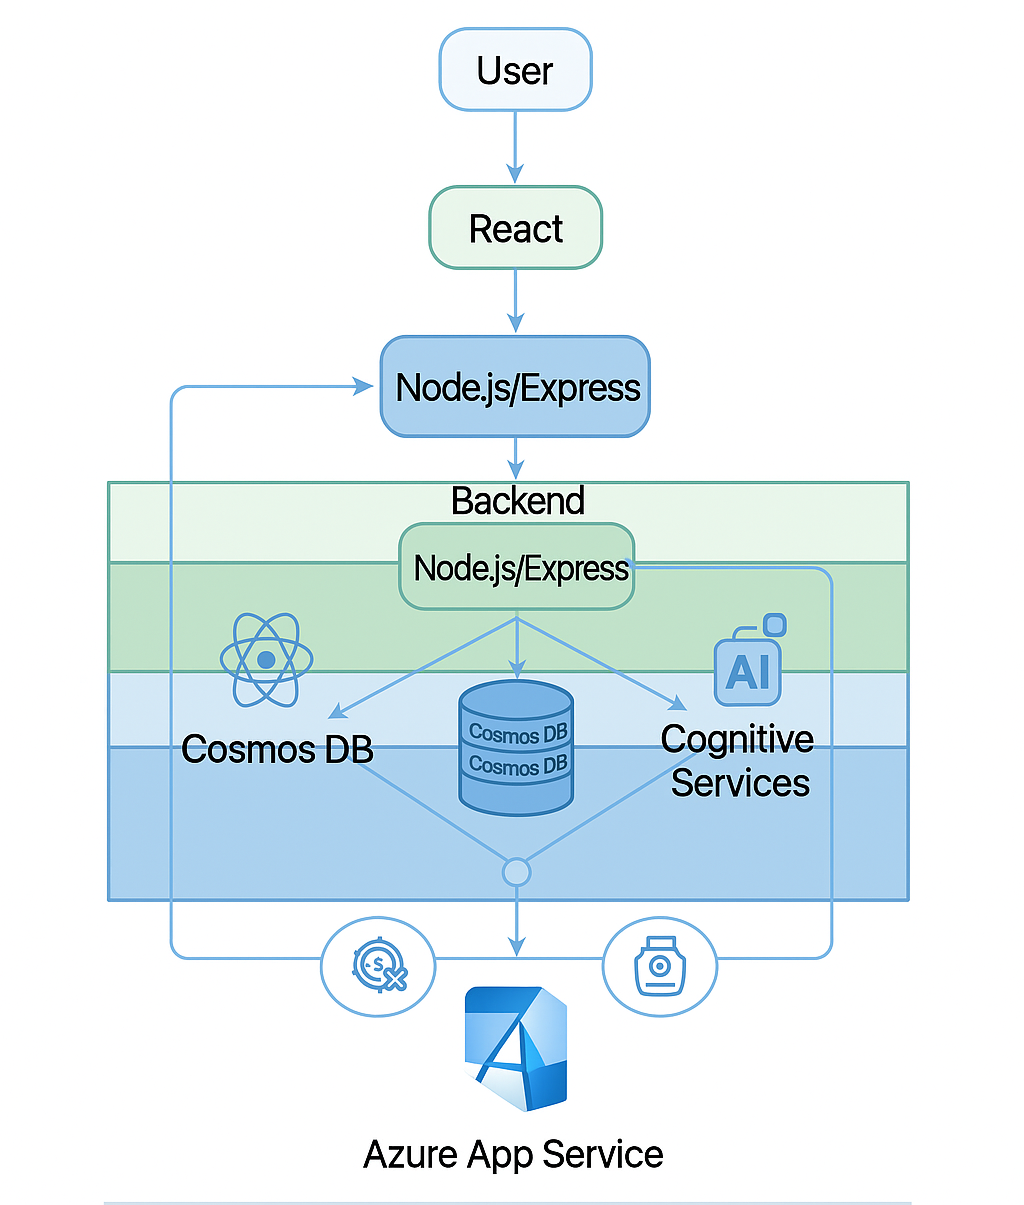 User
React
Node.js/Express
Backend
Node.js/Express
AI
Cosmos DB
Cosmos DB
Cosmos DB
Cognitive
Services
$
Azure App Service